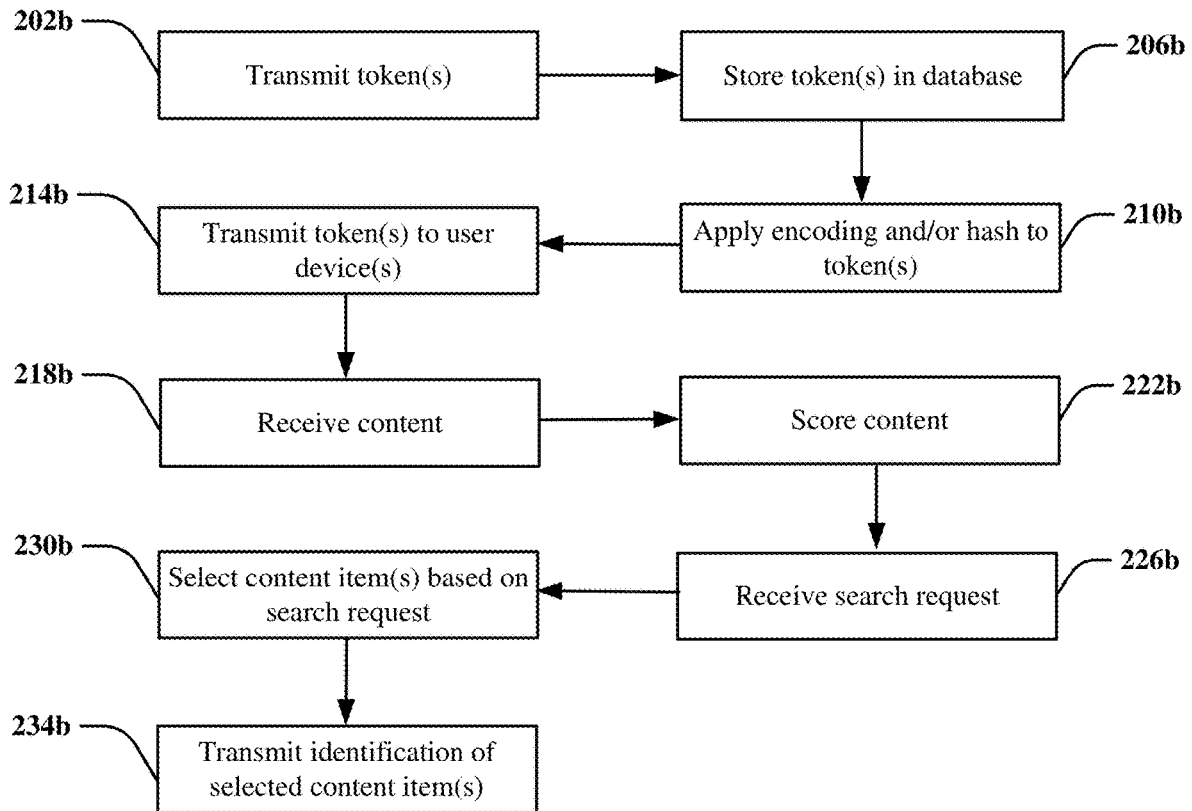 202b
Transmit token(s)
Store token(s) in database
206b
214b
Transmit token(s) to user
device(s)
Apply encoding and/or hash to
token(s)
210b
218b
Receive content
Score content
222b
230b
Select content item(s) based on
search request
Receive search request
226b
234b
Transmit identification of
selected content item(s)